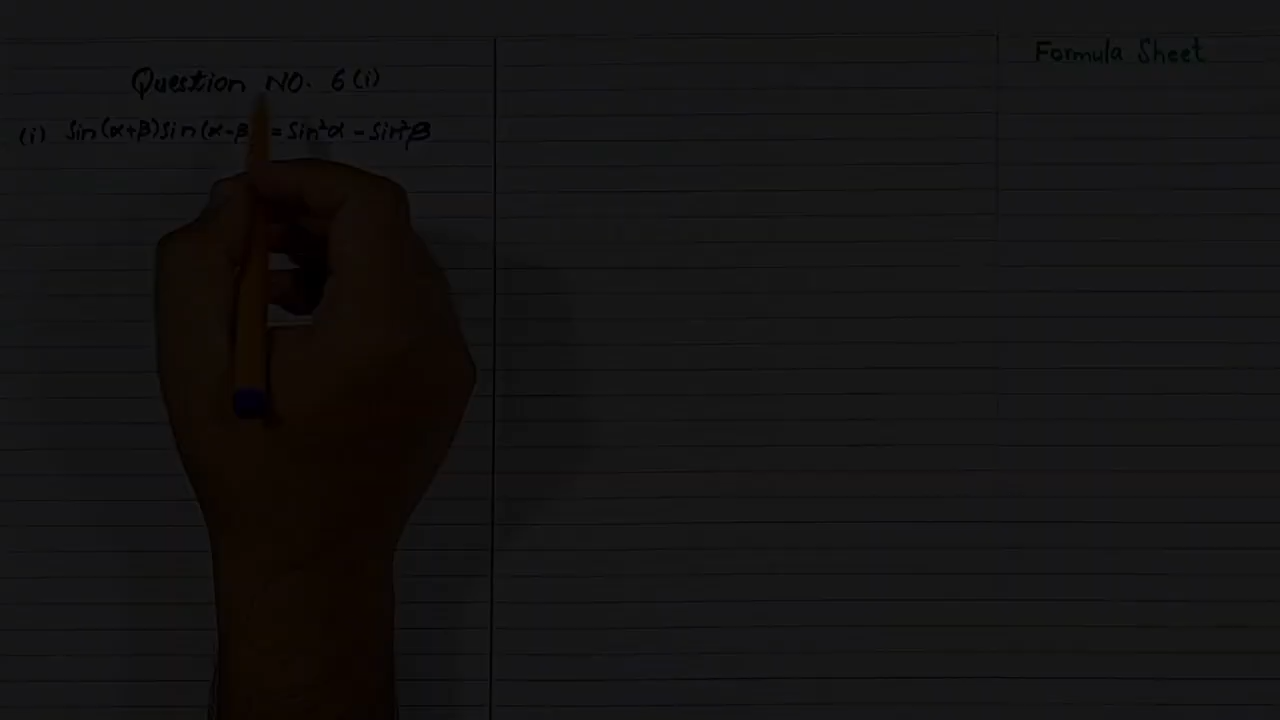 Question NO. 6(i)
(i) Sin(α+β)Sin(α-β) = Sin²α - Sin²β
Formula Sheet